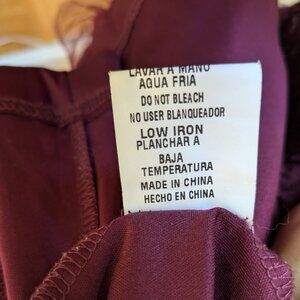 LAVAR A MANO
AGUA FRIA
DO NOT BLEACH
NO USER BLANQUEADOR
LOW IRON
PLANCHAR A
BAJA
TEMPERATURA
MADE IN CHINA
HECHO EN CHINA